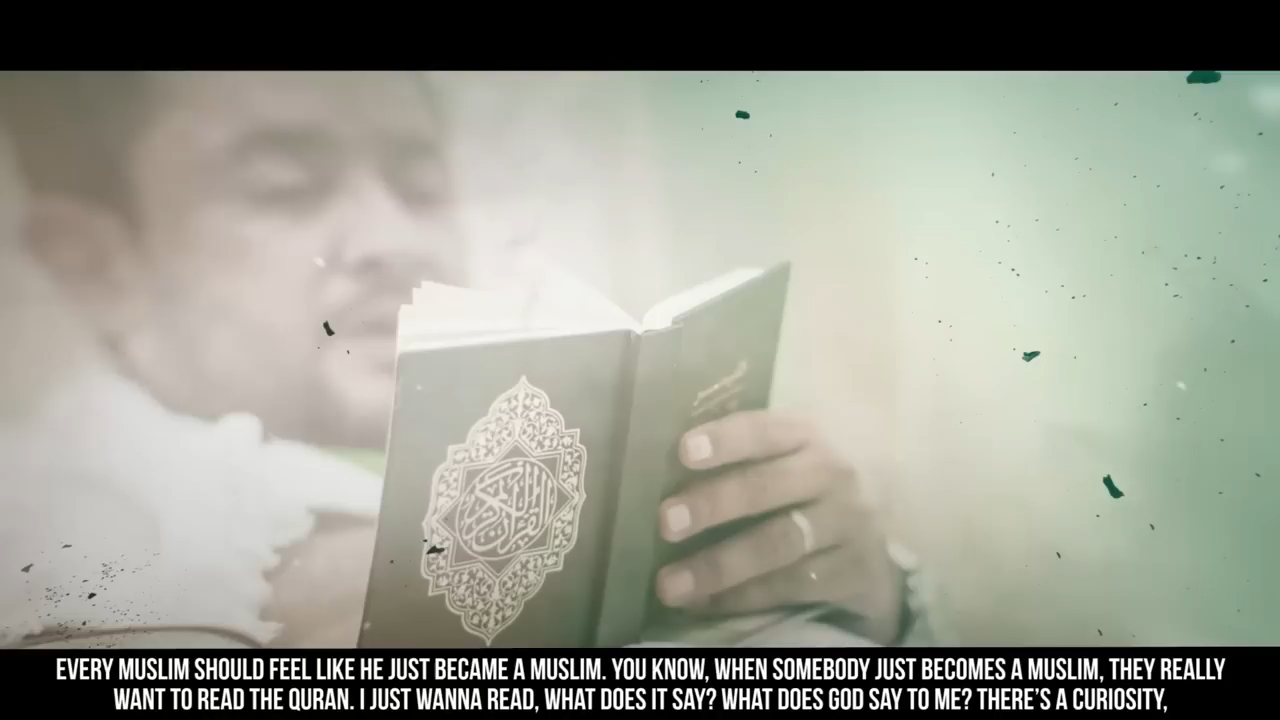 القرآن الكريم
EVERY MUSLIM SHOULD FEEL LIKE HE JUST BECAME A MUSLIM. YOU KNOW, WHEN SOMEBODY JUST BECOMES A MUSLIM, THEY REALLY
WANT TO READ THE QURAN. I JUST WANNA READ, WHAT DOES IT SAY? WHAT DOES GOD SAY TO ME? THERE'S A CURIOSITY,